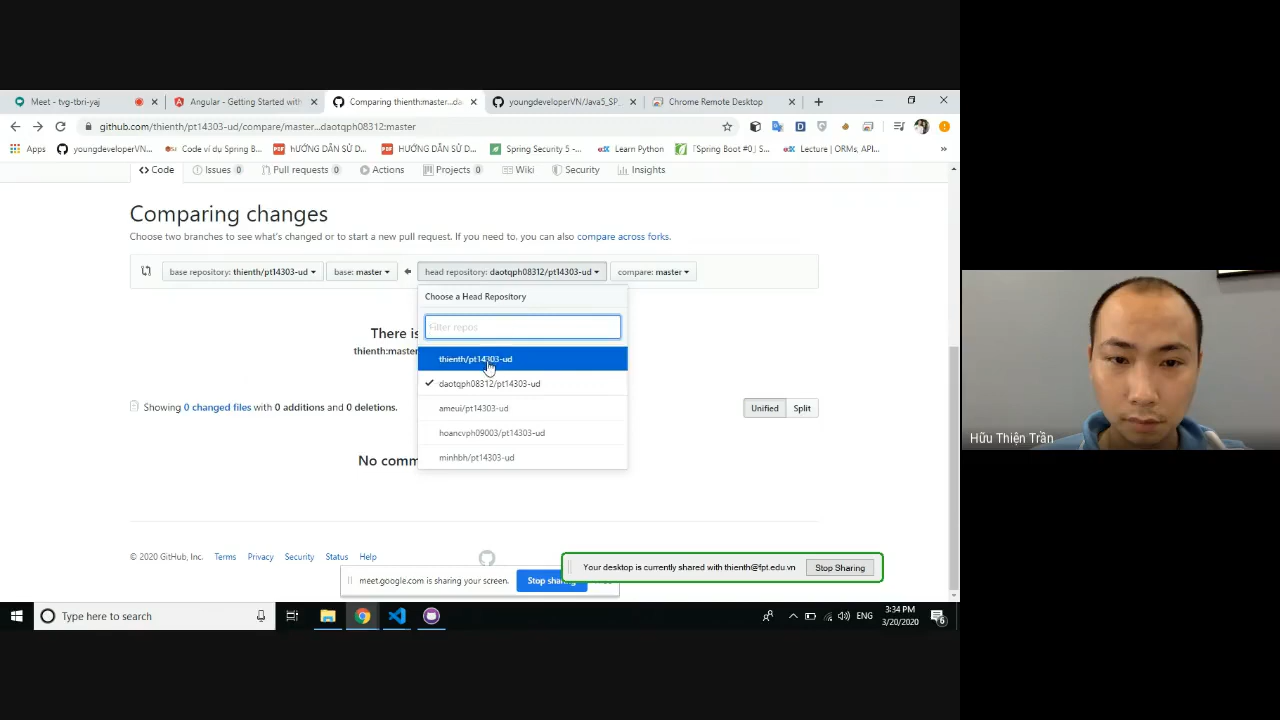 Meet - tvg-tbri-yaj
Angular - Getting Started with
Comparing thienth:master...da
youngdeveloperVN/Java5_SP
Chrome Remote Desktop
github.com/thienth/pt14303-ud/compare/master...daotqph08312:master
Apps
youngdeveloperVN...
Code ví du Spring B...
HƯỚNG DẪN SỬ D...
HƯỚNG DẪN SỬ D...
Spring Security 5 -...
Learn Python
[Spring Boot #0] S...
Lecture | ORMs, API...
»
Code
Issues 0
Pull requests 0
Actions
Projects 0
Wiki
Security
Insights
Comparing changes
Choose two branches to see what's changed or to start a new pull request. If you need to, you can also compare across forks.
base repository: thienth/pt14303-ud
base: master
head repository: daotqph08312/pt14303-ud
compare: master
Choose a Head Repository
Filter repos
thienth/pt14303-ud
daotqph08312/pt14303-ud
ameui/pt14303-ud
hoancvph09003/pt14303-ud
minhbh/pt14303-ud
There is
thienth:master
Showing 0 changed files with 0 additions and 0 deletions.
Unified
Split
No comm
© 2020 GitHub, Inc.
Terms
Privacy
Security
Status
Help
Your desktop is currently shared with thienth@fpt.edu.vn
Stop Sharing
meet.google.com is sharing your screen.
Stop sharing
Type here to search
ENG
3:34 PM
3/20/2020
6
Hữu Thiện Trần